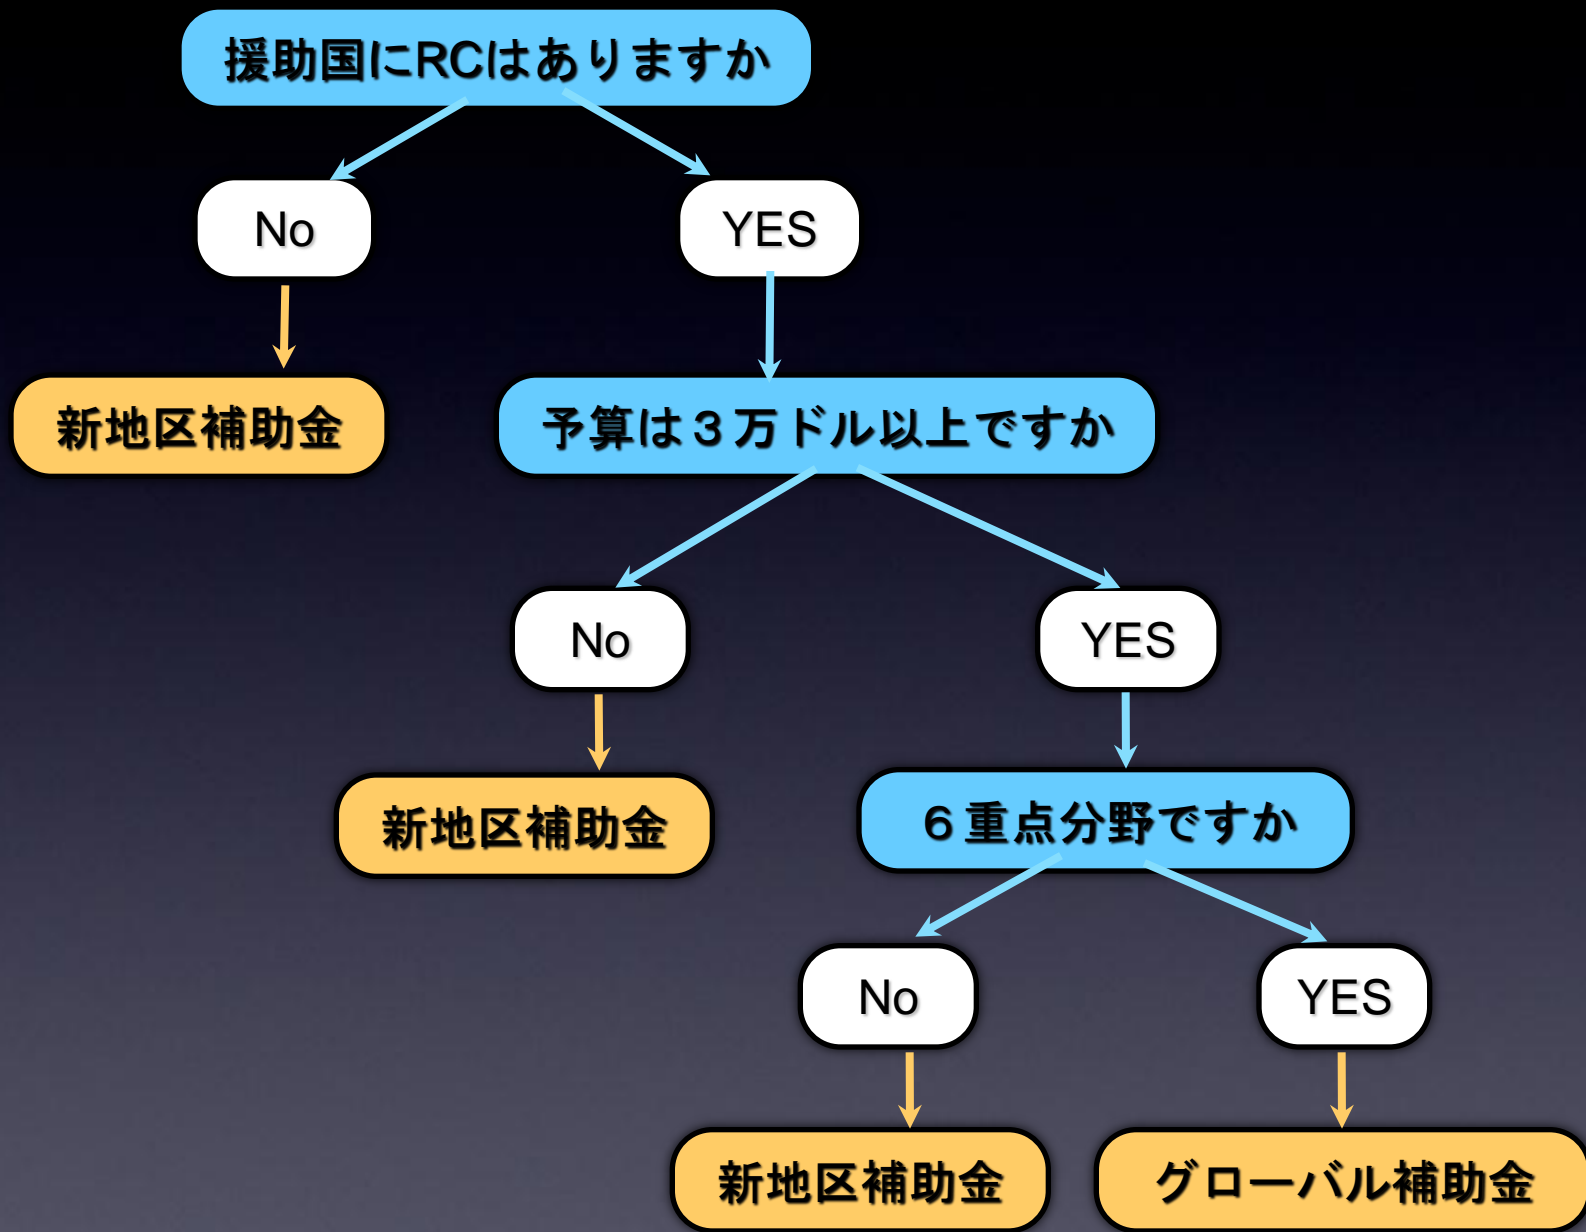 援助国にRCはありますか
No
YES
新地区補助金
予算は３万ドル以上ですか
No
YES
新地区補助金
６重点分野ですか
No
YES
新地区補助金
グローバル補助金